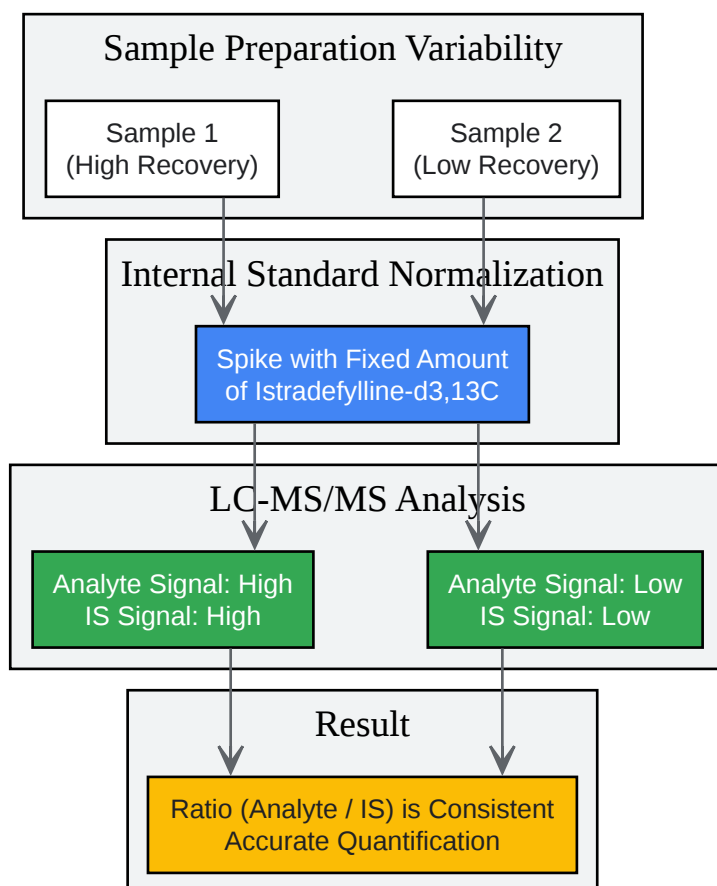 Sample Preparation Variability
Sample 1
(High Recovery)
Sample 2
(Low Recovery)
Internal Standard Normalization
Spike with Fixed Amount
of Istradefylline-d3,13C
LC-MS/MS Analysis
Analyte Signal: High
IS Signal: High
Analyte Signal: Low
IS Signal: Low
Result
Ratio (Analyte / IS) is Consistent
Accurate Quantification